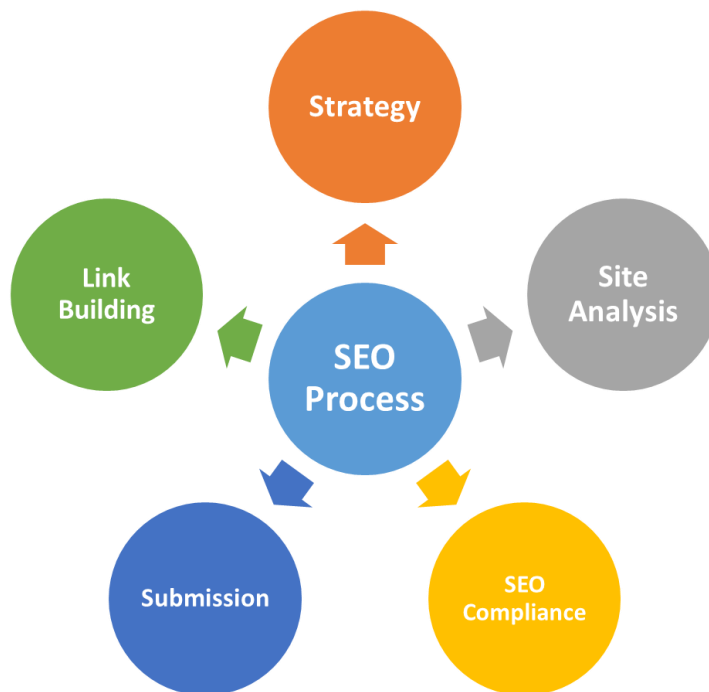 Strategy
Site
Analysis
SEO
Compliance
Submission
Link
Building
SEO
Process